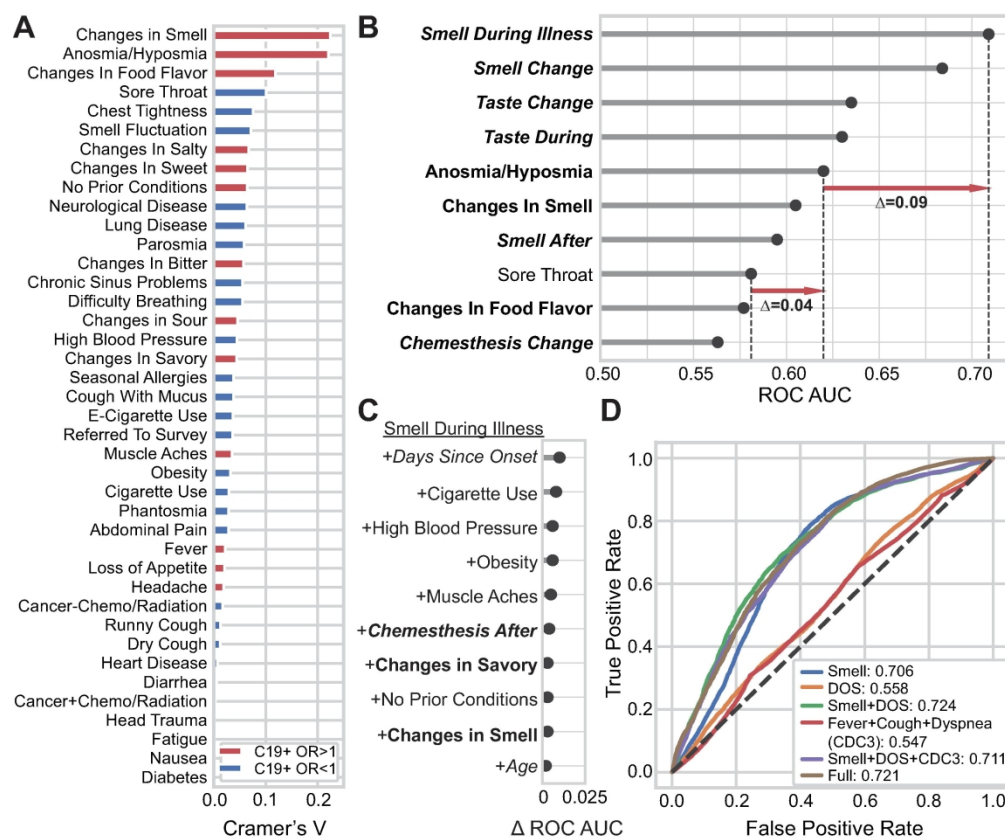 A
Changes in Smell
Anosmia/Hyposmia
Changes In Food Flavor
Sore Throat
Chest Tightness
Smell Fluctuation
Changes In Salty
Changes In Sweet
No Prior Conditions
Neurological Disease
Lung Disease
Parosmia
Changes In Bitter
Chronic Sinus Problems
Difficulty Breathing
Changes in Sour
High Blood Pressure
Changes In Savory
Seasonal Allergies
Cough With Mucus
E-Cigarette Use
Referred To Survey
Muscle Aches
Obesity
Cigarette Use
Phantosmia
Abdominal Pain
Fever
Loss of Appetite
Headache
Cancer-Chemo/Radiation
Runny Cough
Dry Cough
Heart Disease
Diarrhea
Cancer+Chemo/Radiation
Head Trauma
Fatigue
Nausea
Diabetes
C19+ OR>1
C19+ OR<1
0.0 0.1 0.2
Cramer's V
B
Smell During Illness
Smell Change
Taste Change
Taste During
Anosmia/Hyposmia
Changes In Smell
Smell After
Sore Throat
Changes In Food Flavor
Chemesthesis Change
Δ=0.09
Δ=0.04
0.50 0.55 0.60 0.65 0.70
ROC AUC
C
Smell During Illness
+Days Since Onset
+Cigarette Use
+High Blood Pressure
+Obesity
+Muscle Aches
+Chemesthesis After
+Changes in Savory
+No Prior Conditions
+Changes in Smell
+Age
0 0.025
Δ ROC AUC
D
True Positive Rate
1.0
0.8
0.6
0.4
0.2
0.0
Smell: 0.706
DOS: 0.558
Smell+DOS: 0.724
Fever+Cough+Dyspnea
(CDC3): 0.547
Smell+DOS+CDC3: 0.711
Full: 0.721
0.0 0.2 0.4 0.6 0.8 1.0
False Positive Rate